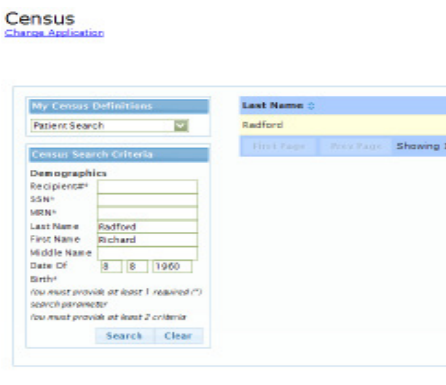 Census
Change Application
My Census Definitions
Patient Search
Census Search Criteria
Demographics
Recipient#*
SSN*
MRN*
Last Name Radford
First Name Richard
Middle Name
Date Of 8 8 1960
Birth*
You must provide at least 1 required (*)
search parameter
You must provide at least 2 criteria
Search Clear
Last Name
Radford
First Page Prev Page Showing